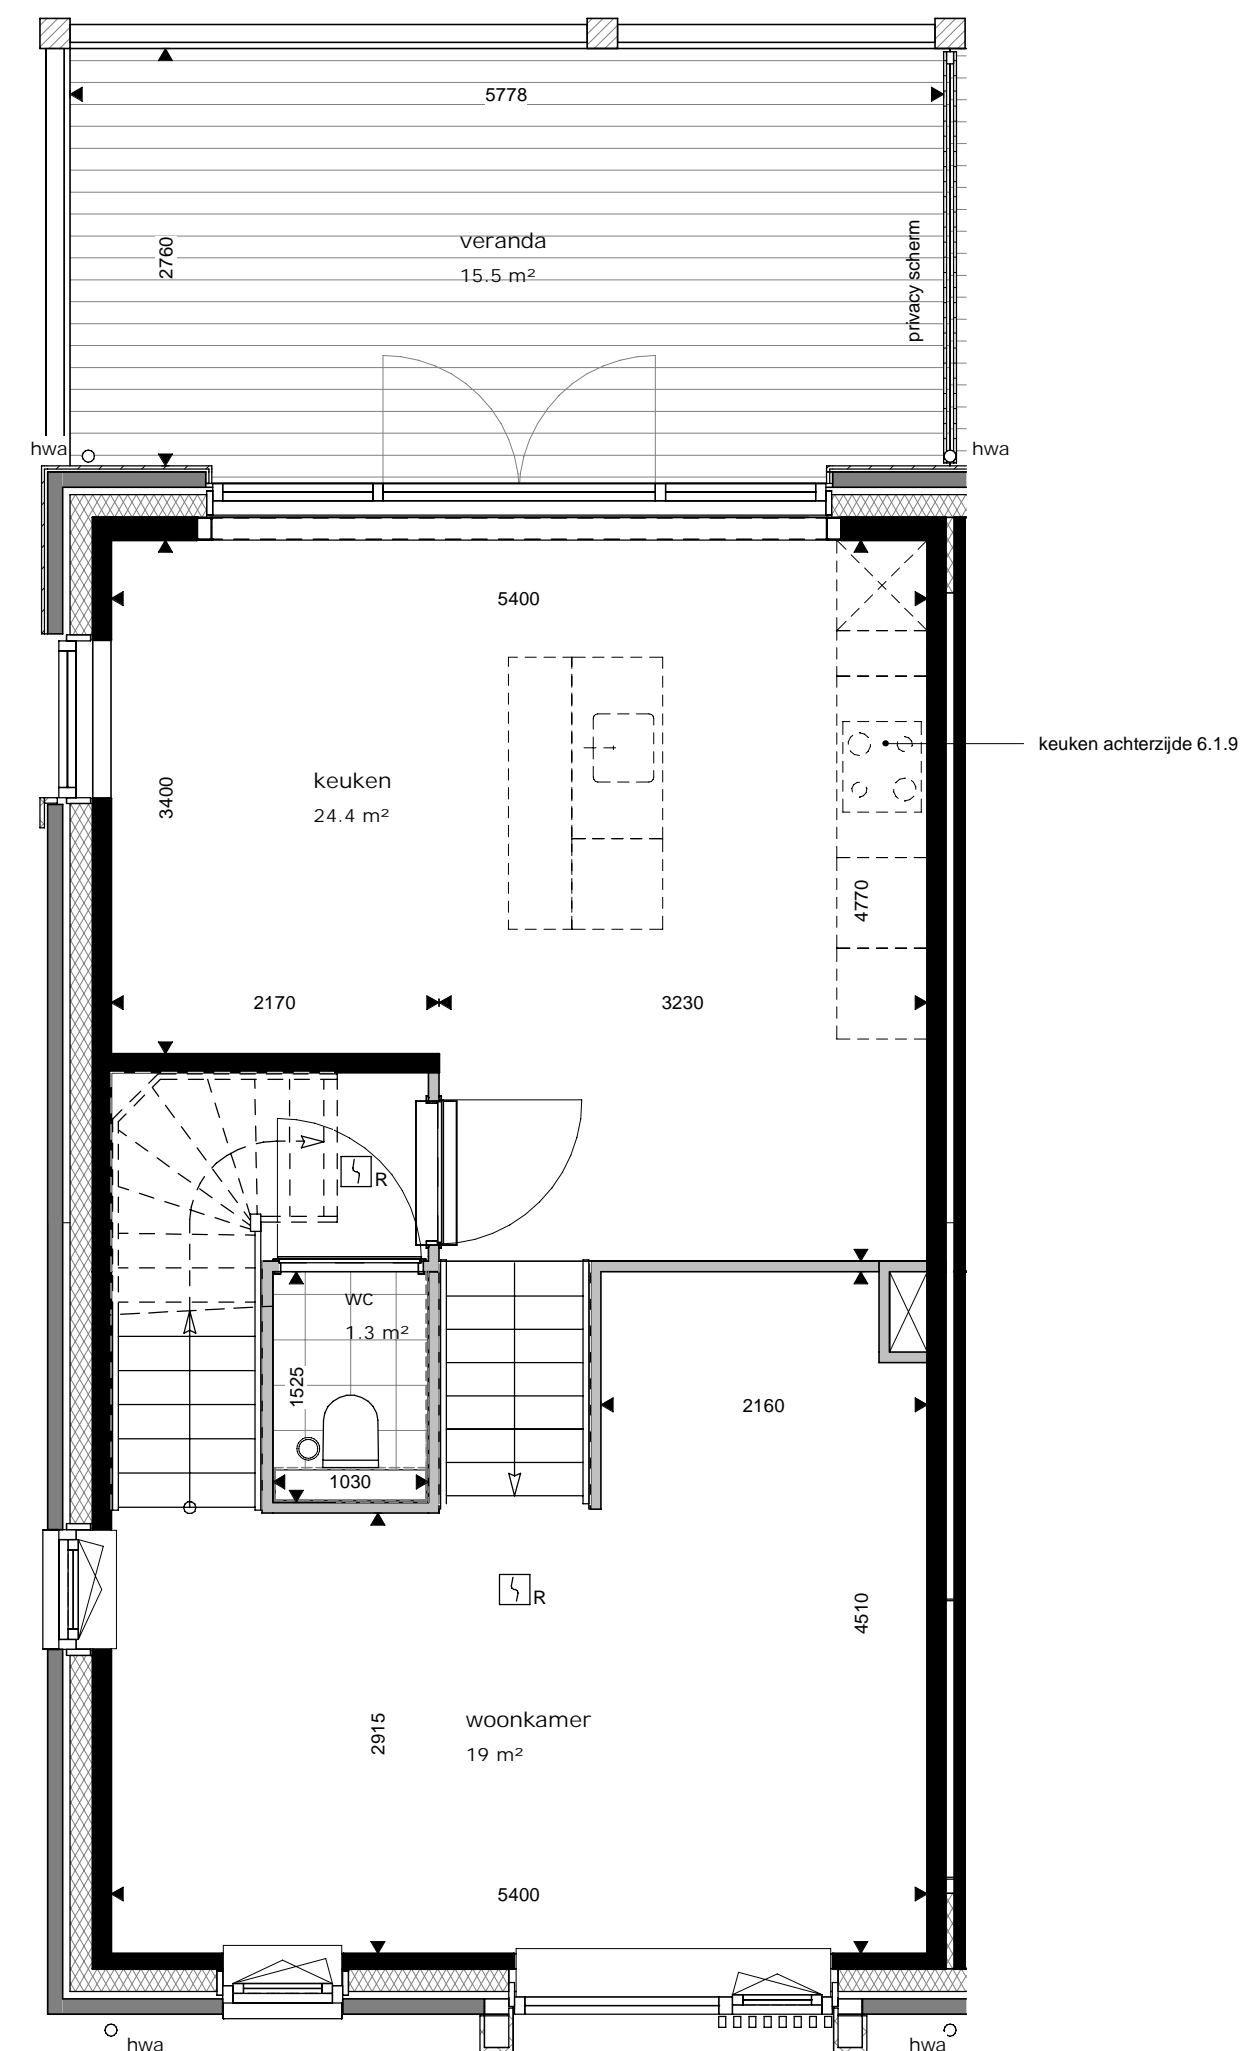 5778
2760
veranda
15.5 m²
privacy scherm
hwa
hwa
5400
keuken achterzijde 6.1.9
keuken
24.4 m²
3400
4770
2170
3230
R
wc
1.3 m²
1525
2160
1030
R
4510
2915
woonkamer
19 m²
5400
hwa
hwa